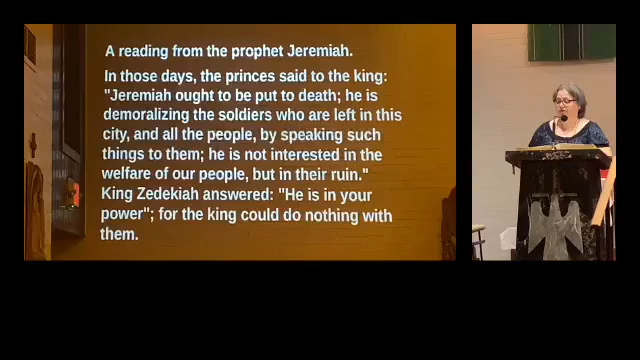 A reading from the prophet Jeremiah.
In those days, the princes said to the king:
"Jeremiah ought to be put to death; he is
demoralizing the soldiers who are left in this
city, and all the people, by speaking such
things to them; he is not interested in the
welfare of our people, but in their ruin."
King Zedekiah answered: "He is in your
power"; for the king could do nothing with
them.